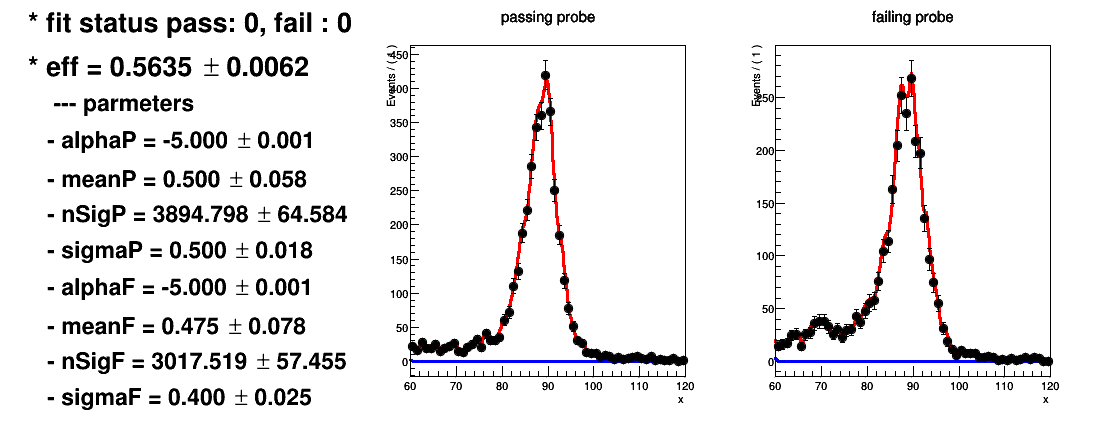 * fit status pass: 0, fail : 0
* eff = 0.5635 ± 0.0062
--- parmeters
- alphaP = -5.000 ± 0.001
- meanP = 0.500 ± 0.058
- nSigP = 3894.798 ± 64.584
- sigmaP = 0.500 ± 0.018
- alphaF = -5.000 ± 0.001
- meanF = 0.475 ± 0.078
- nSigF = 3017.519 ± 57.455
- sigmaF = 0.400 ± 0.025
passing probe
Events / ( 1 )
450
400
350
300
250
200
150
100
50
0
60 70 80 90 100 110 120
x
failing probe
Events / ( 1 )
250
200
150
100
50
0
60 70 80 90 100 110 120
x